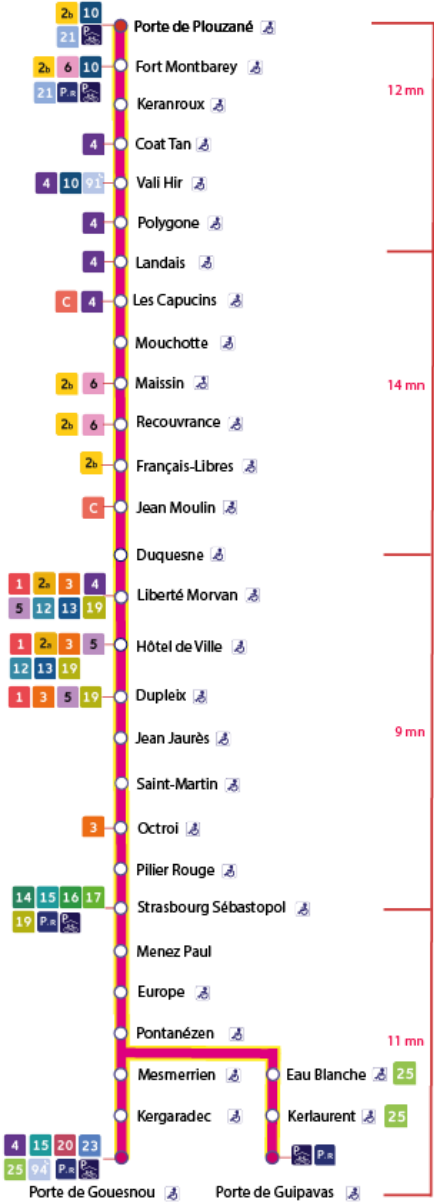 2b 10
21 P
Porte de Plouzané
2b 6 10
21 P+R P
Fort Montbarey
12 mn
Keranroux
4 Coat Tan
4 10 91 Vali Hir
4 Polygone
4 Landais
C 4 Les Capucins
Mouchotte
14 mn
2b 6 Maissin
2b 6 Recouvrance
2b Français-Libres
C Jean Moulin
Duquesne
1 2a 3 4
5 12 13 19
Liberté Morvan
1 2a 3 5
12 13 19
Hôtel de Ville
1 3 5 19 Dupleix
9 mn
Jean Jaurès
Saint-Martin
3 Octroi
Pilier Rouge
14 15 16 17
19 P+R P
Strasbourg Sébastopol
Menez Paul
Europe
Pontanézen
11 mn
Mesmerrien
Eau Blanche 25
Kergaradec
Kerlaurent 25
4 15 20 23
25 94 P+R P
P P+R
Porte de Gouesnou
Porte de Guipavas